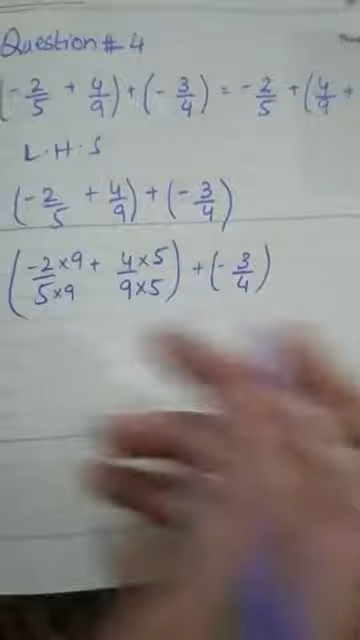 Question # 4
(-2/5 + 4/9) + (-3/4) = -2/5 + (4/9 +
L.H.S
(-2/5 + 4/9) + (-3/4)
(-2×9/5×9 + 4×5/9×5) + (-3/4)